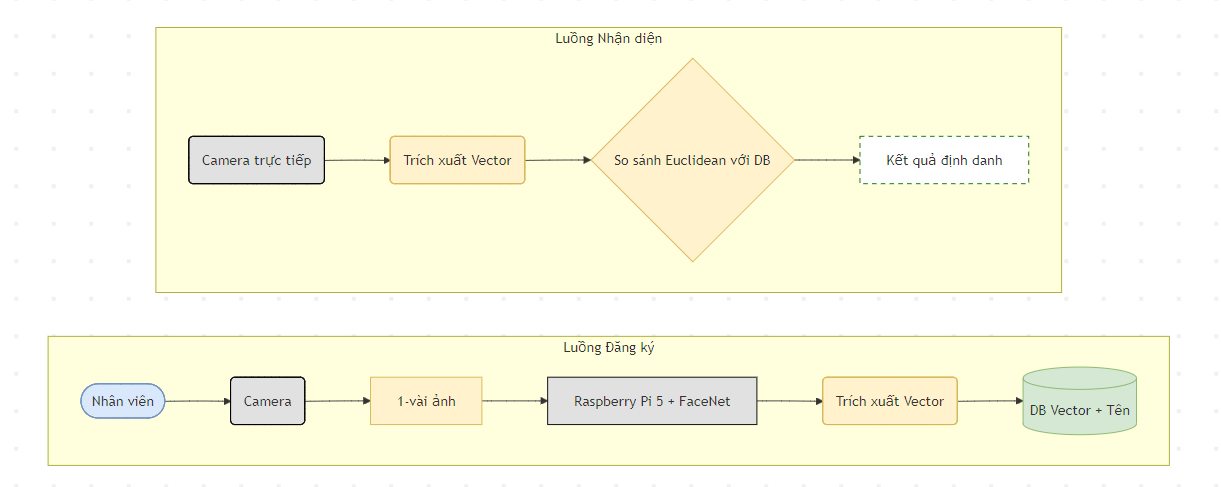 Luồng Nhận diện
Camera trực tiếp
Trích xuất Vector
So sánh Euclidean với DB
Kết quả định danh
Luồng Đăng ký
Nhân viên
Camera
1-vài ảnh
Raspberry Pi 5 + FaceNet
Trích xuất Vector
DB Vector + Tên